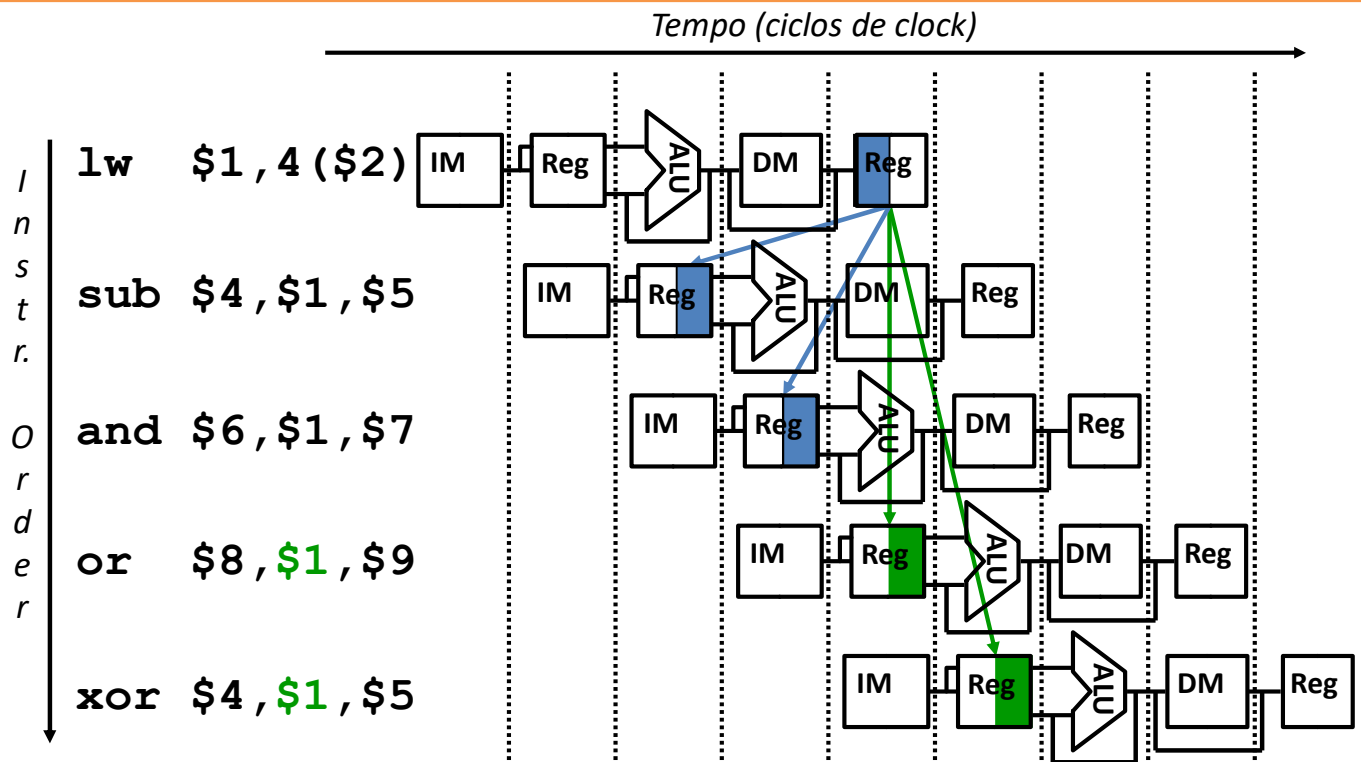 Tempo (ciclos de clock)
Instr. Order
lw $1,4($2) IM Reg ALU DM Reg
sub $4,$1,$5 IM Reg ALU DM Reg
and $6,$1,$7 IM Reg ALU DM Reg
or $8,$1,$9 IM Reg ALU DM Reg
xor $4,$1,$5 IM Reg ALU DM Reg